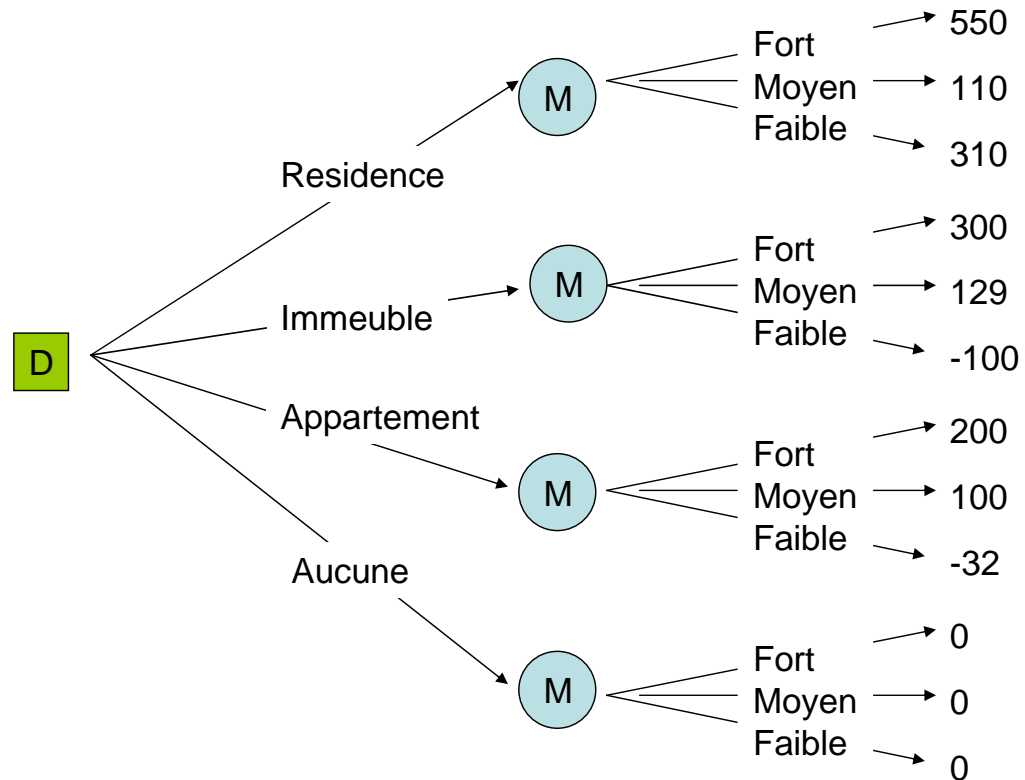 D
Residence
M
Fort
550
Moyen
110
Faible
310
Immeuble
M
Fort
300
Moyen
129
Faible
-100
Appartement
M
Fort
200
Moyen
100
Faible
-32
Aucune
M
Fort
0
Moyen
0
Faible
0